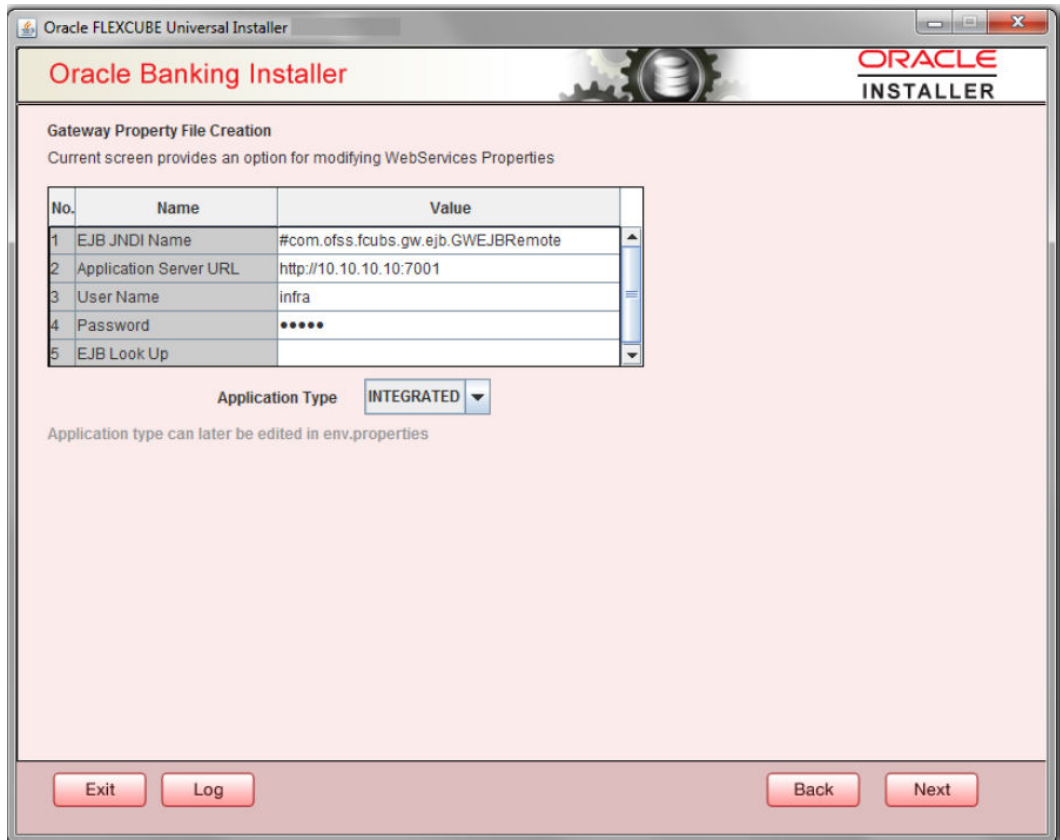 Oracle FLEXCUBE Universal Installer
Oracle Banking Installer
ORACLE
INSTALLER
Gateway Property File Creation
Current screen provides an option for modifying WebServices Properties
No. Name Value
1 EJB JNDI Name #com.ofss.fcubs.gw.ejb.GWEJBRemote
2 Application Server URL http://10.10.10.10:7001
3 User Name infra
4 Password •••••
5 EJB Look Up
Application Type INTEGRATED
Application type can later be edited in env.properties
Exit Log Back Next